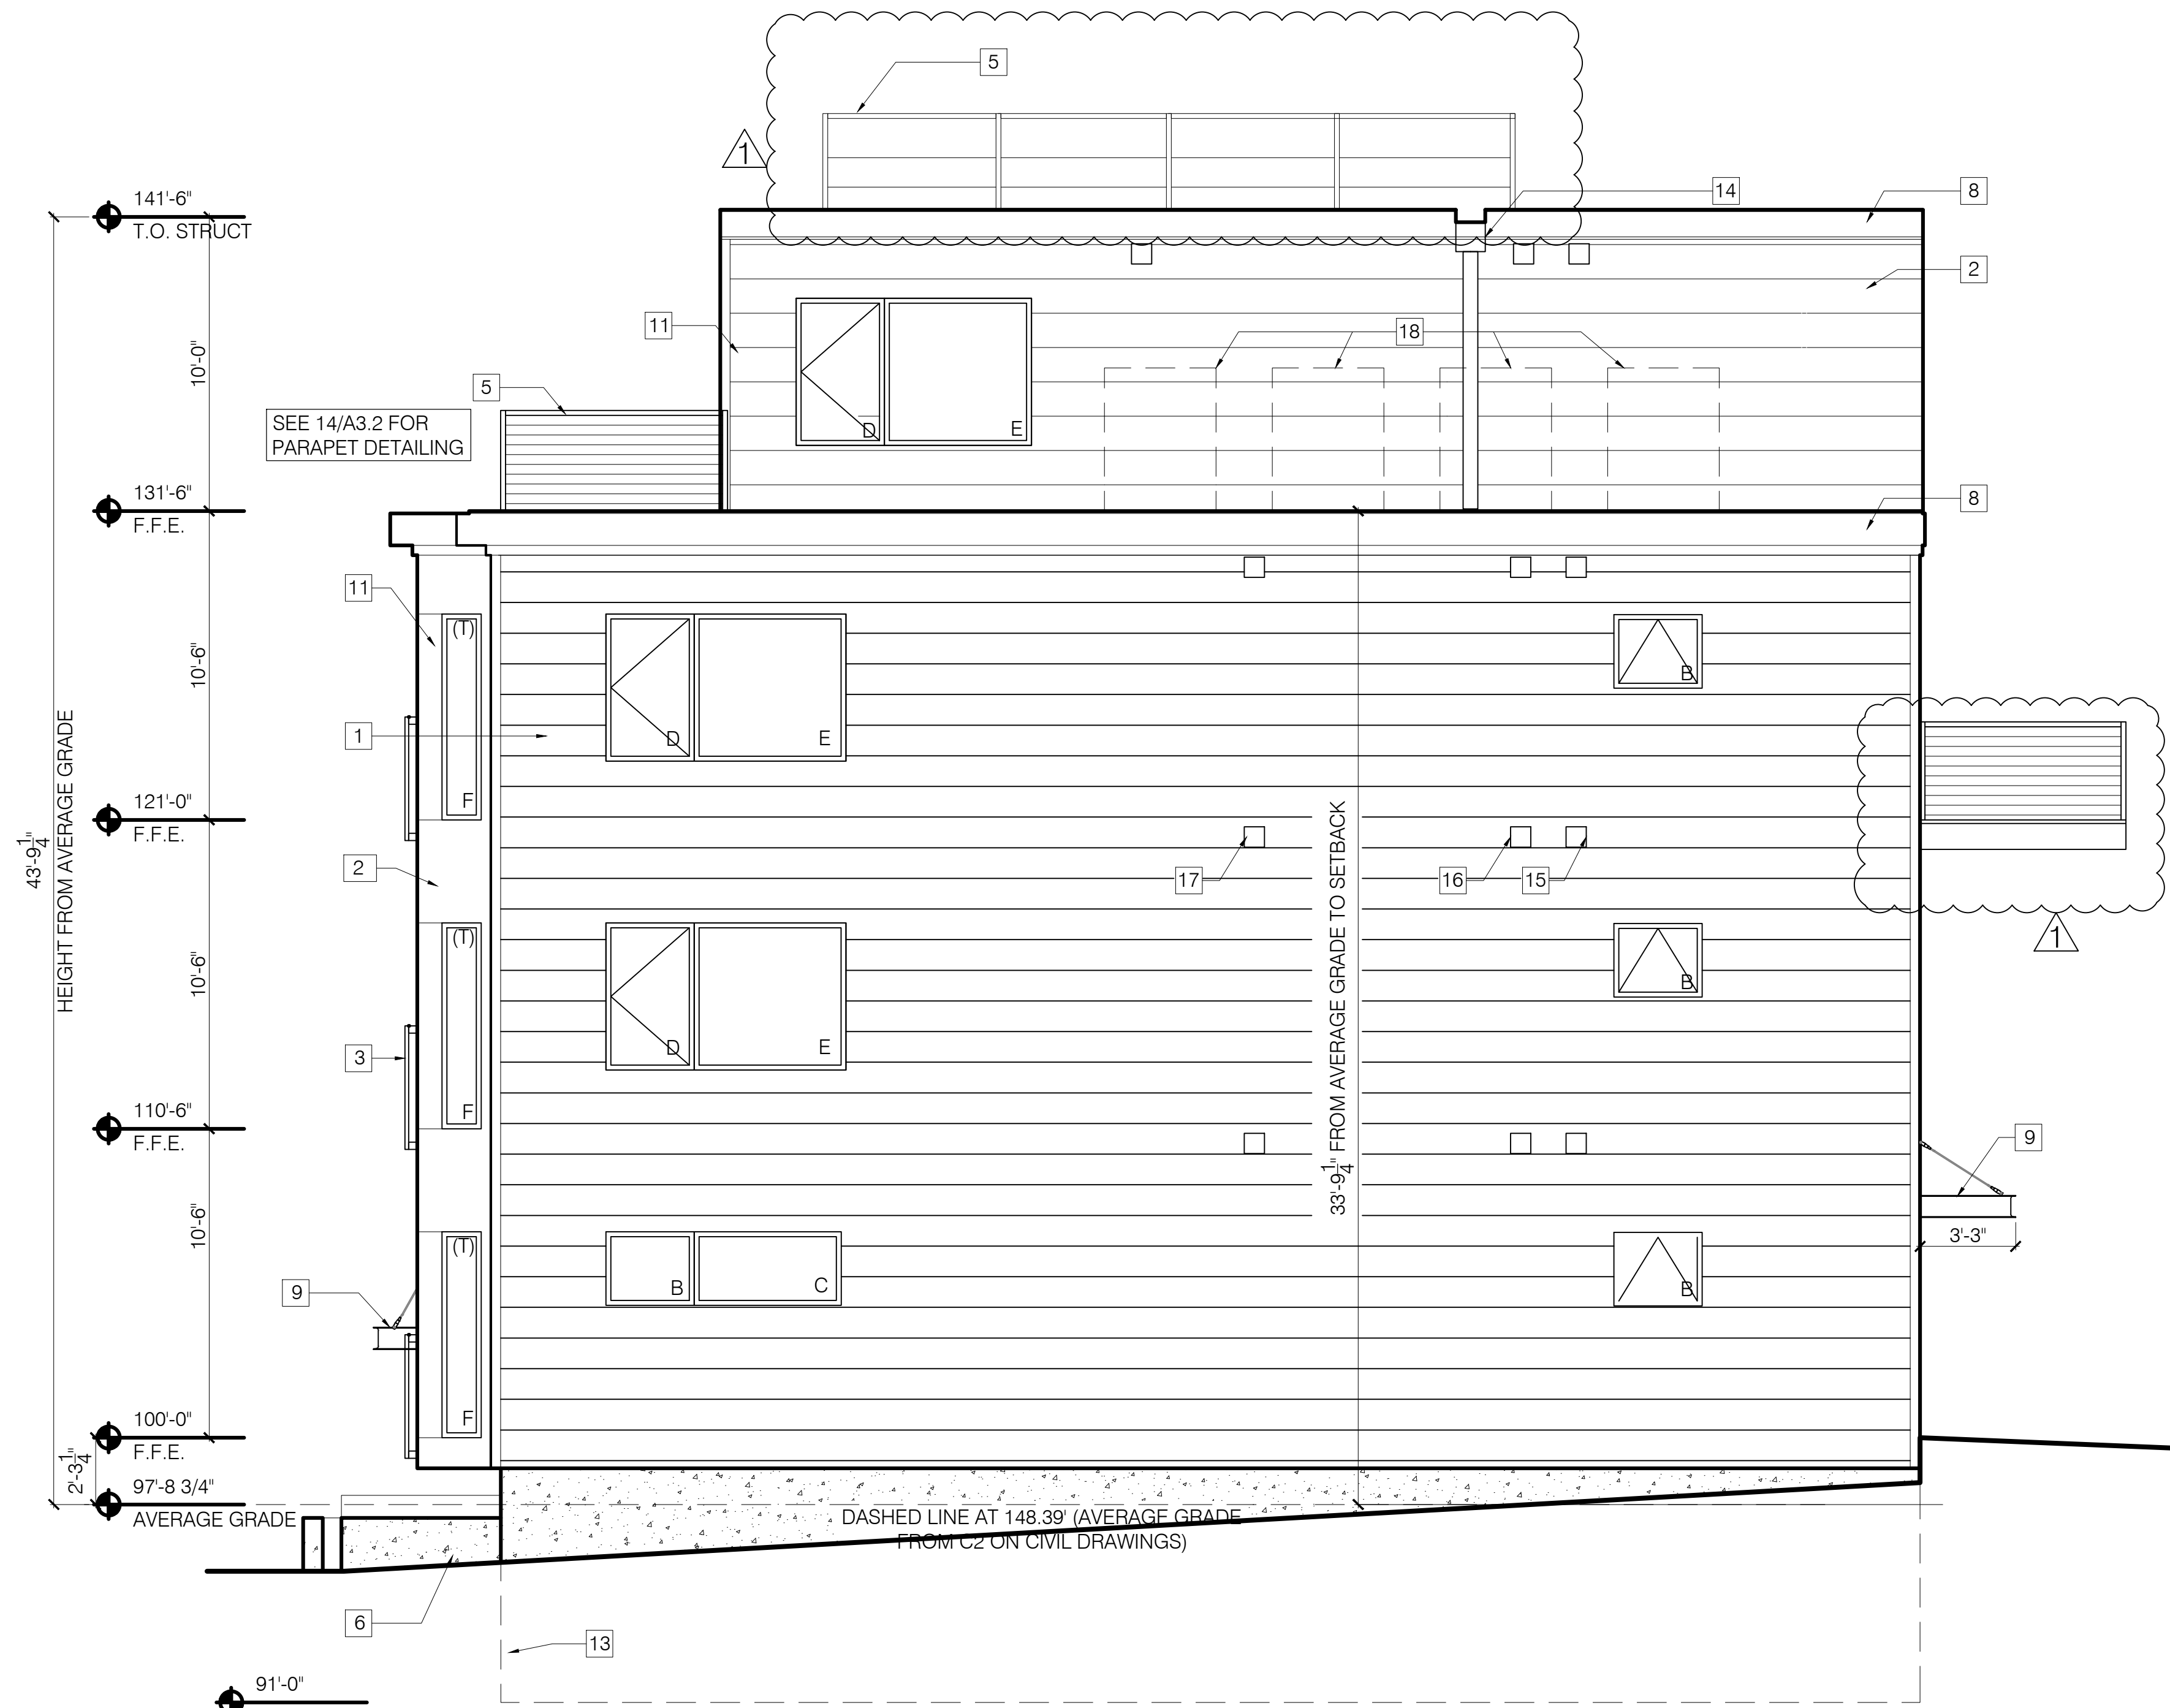 5
1
141'-6"
T.O. STRUCT
14
8
2
11
18
10'-0"
5
SEE 14/A3.2 FOR
PARAPET DETAILING
131'-6"
F.F.E.
8
D
E
11
(T)
10'-6"
B
1
D
E
F
HEIGHT FROM AVERAGE GRADE
43'-9 1/4"
121'-0"
F.F.E.
2
17
16
15
33'-9 1/4" FROM AVERAGE GRADE TO SETBACK
1
(T)
10'-6"
B
D
E
3
F
110'-6"
F.F.E.
9
10'-6"
3'-3"
(T)
9
B
C
B
F
100'-0"
F.F.E.
2'-3 1/4"
97'-8 3/4"
AVERAGE GRADE
DASHED LINE AT 148.39' (AVERAGE GRADE
FROM C2 ON CIVIL DRAWINGS)
6
13
91'-0"